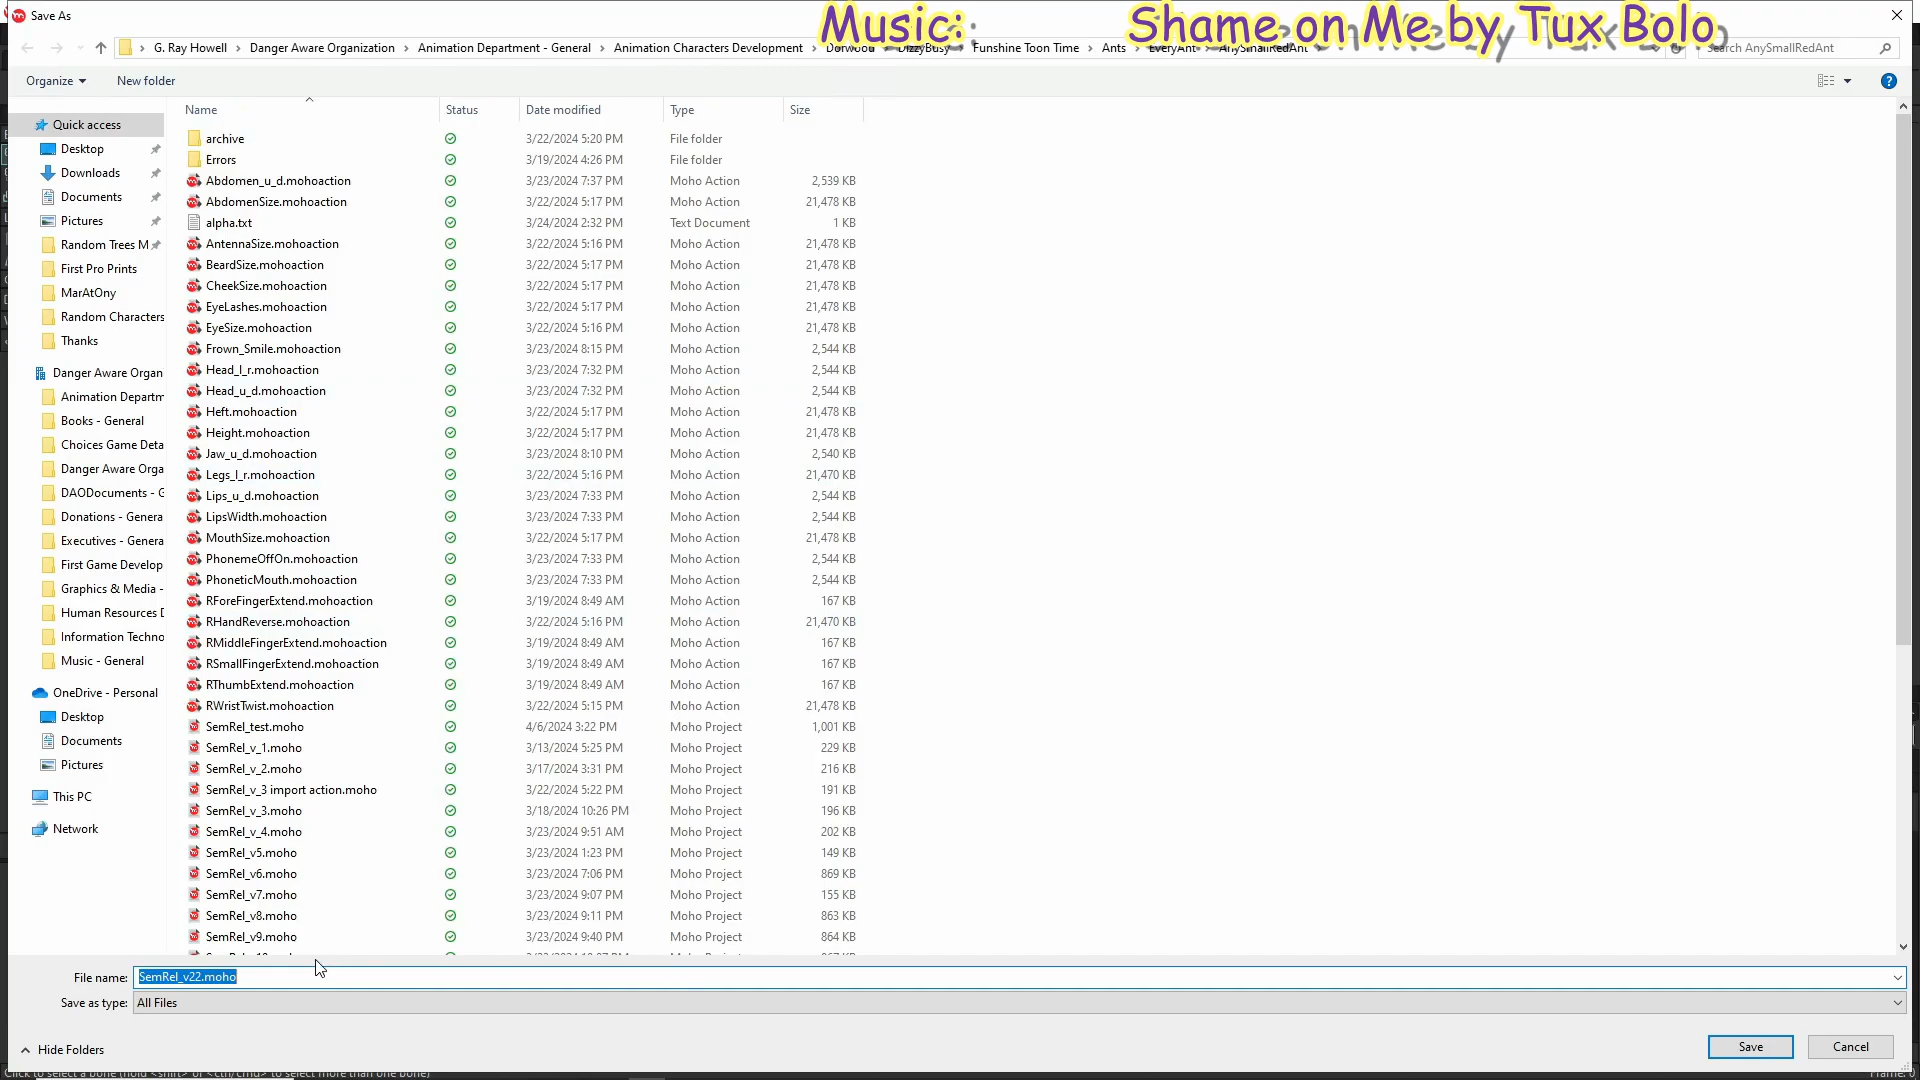 Save As
Music: Shame on Me by Tux Bolo
G. Ray Howell > Danger Aware Organization > Animation Department - General > Animation Characters Development > Dorwood > DizzyBusy > Funshine Toon Time > Ants > EveryAnt > AnySmallRedAnt
Search AnySmallRedAnt
Organize New folder
Name Status Date modified Type Size
archive 3/22/2024 5:20 PM File folder
Errors 3/19/2024 4:26 PM File folder
Abdomen_u_d.mohoaction 3/23/2024 7:37 PM Moho Action 2,539 KB
AbdomenSize.mohoaction 3/22/2024 5:17 PM Moho Action 21,478 KB
alpha.txt 3/24/2024 2:32 PM Text Document 1 KB
AntennaSize.mohoaction 3/22/2024 5:16 PM Moho Action 21,478 KB
BeardSize.mohoaction 3/22/2024 5:17 PM Moho Action 21,478 KB
CheekSize.mohoaction 3/22/2024 5:17 PM Moho Action 21,478 KB
EyeLashes.mohoaction 3/22/2024 5:17 PM Moho Action 21,478 KB
EyeSize.mohoaction 3/22/2024 5:16 PM Moho Action 21,478 KB
Frown_Smile.mohoaction 3/23/2024 8:15 PM Moho Action 2,544 KB
Head_l_r.mohoaction 3/23/2024 7:32 PM Moho Action 2,544 KB
Head_u_d.mohoaction 3/23/2024 7:32 PM Moho Action 2,544 KB
Heft.mohoaction 3/22/2024 5:17 PM Moho Action 21,478 KB
Height.mohoaction 3/22/2024 5:17 PM Moho Action 21,478 KB
Jaw_u_d.mohoaction 3/23/2024 8:10 PM Moho Action 2,540 KB
Legs_l_r.mohoaction 3/22/2024 5:16 PM Moho Action 21,470 KB
Lips_u_d.mohoaction 3/23/2024 7:33 PM Moho Action 2,544 KB
LipsWidth.mohoaction 3/23/2024 7:33 PM Moho Action 2,544 KB
MouthSize.mohoaction 3/22/2024 5:17 PM Moho Action 21,478 KB
PhonemeOffOn.mohoaction 3/23/2024 7:33 PM Moho Action 2,544 KB
PhoneticMouth.mohoaction 3/23/2024 7:33 PM Moho Action 2,544 KB
RForeFingerExtend.mohoaction 3/19/2024 8:49 AM Moho Action 167 KB
RHandReverse.mohoaction 3/22/2024 5:16 PM Moho Action 21,470 KB
RMiddleFingerExtend.mohoaction 3/19/2024 8:49 AM Moho Action 167 KB
RSmallFingerExtend.mohoaction 3/19/2024 8:49 AM Moho Action 167 KB
RThumbExtend.mohoaction 3/19/2024 8:49 AM Moho Action 167 KB
RWristTwist.mohoaction 3/22/2024 5:15 PM Moho Action 21,478 KB
SemRel_test.moho 4/6/2024 3:22 PM Moho Project 1,001 KB
SemRel_v_1.moho 3/13/2024 5:25 PM Moho Project 229 KB
SemRel_v_2.moho 3/17/2024 3:31 PM Moho Project 216 KB
SemRel_v_3 import action.moho 3/22/2024 5:22 PM Moho Project 191 KB
SemRel_v_3.moho 3/18/2024 10:26 PM Moho Project 196 KB
SemRel_v_4.moho 3/23/2024 9:51 AM Moho Project 202 KB
SemRel_v5.moho 3/23/2024 1:23 PM Moho Project 149 KB
SemRel_v6.moho 3/23/2024 7:06 PM Moho Project 869 KB
SemRel_v7.moho 3/23/2024 9:07 PM Moho Project 155 KB
SemRel_v8.moho 3/23/2024 9:11 PM Moho Project 863 KB
SemRel_v9.moho 3/23/2024 9:40 PM Moho Project 864 KB
Quick access
Desktop
Downloads
Documents
Pictures
Random Trees M
First Pro Prints
MarAtOny
Random Characters
Thanks
Danger Aware Organ
Animation Departm
Books - General
Choices Game Deta
Danger Aware Orga
DAODocuments - G
Donations - Genera
Executives - Genera
First Game Develop
Graphics & Media -
Human Resources D
Information Techno
Music - General
OneDrive - Personal
Desktop
Documents
Pictures
This PC
Network
File name: SemRel_v22.moho
Save as type: All Files
Hide Folders
Save Cancel
Click to select a bone (hold <shift> or <ctrl/cmd> to select more than one bone)
Frame: 0